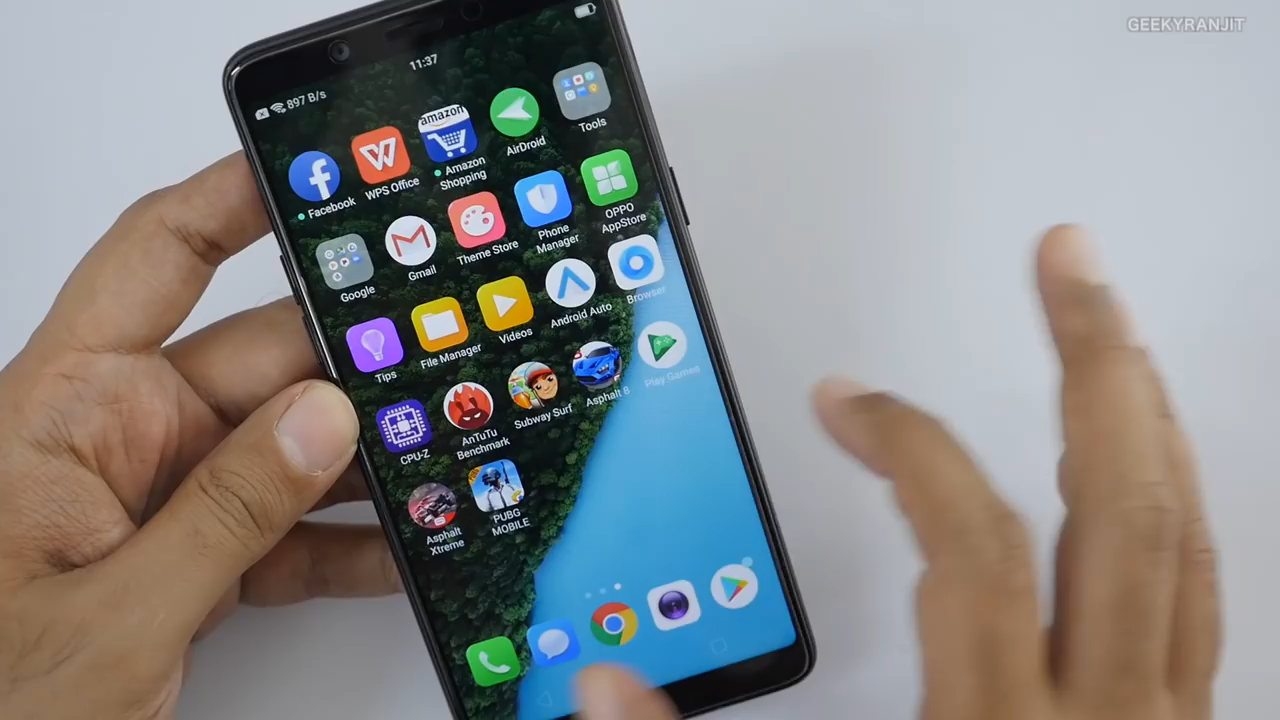 GEEKYRANJIT
11:37
897 B/s
Facebook
WPS Office
amazon
Amazon
Shopping
AirDroid
Tools
Google
Gmail
Theme Store
Phone
Manager
OPPO
AppStore
Tips
File Manager
Videos
Android Auto
Browser
CPU-Z
AnTuTu
Benchmark
Subway Surf
Asphalt 8
Play Games
Asphalt
Xtreme
PUBG
MOBILE